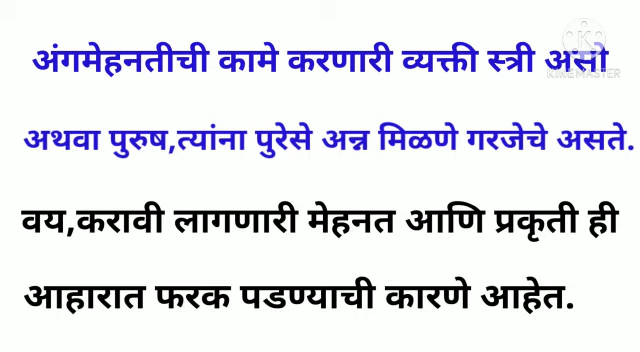 अंगमेहनतीची कामे करणारी व्यक्ती स्त्री असो
अथवा पुरुष,त्यांना पुरेसे अन्न मिळणे गरजेचे असते.
वय,करावी लागणारी मेहनत आणि प्रकृती ही
आहारात फरक पडण्याची कारणे आहेत.
KINEMASTER